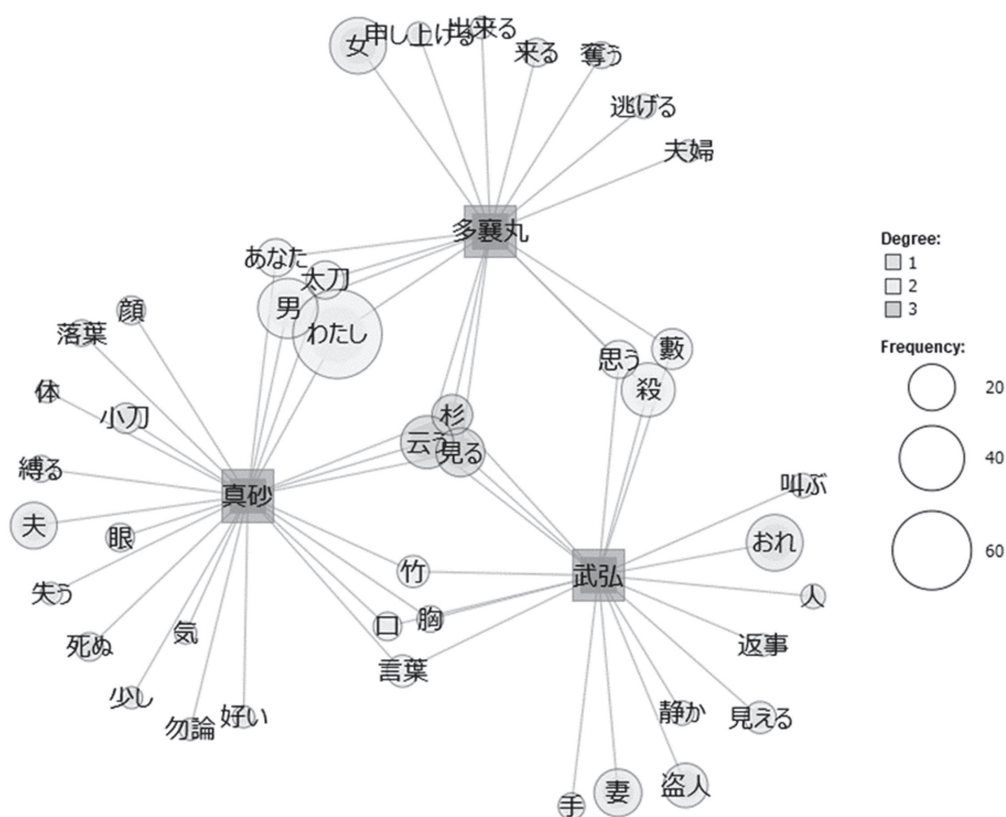 女
申し上げる
出来る
来る
奪う
逃げる
夫婦
多襄丸
あなた
太刀
男
わたし
思う
藪
殺
杉
云う
見る
顔
落葉
体
小刀
縛る
真砂
夫
眼
失う
死ぬ
気
少し
勿論
好い
竹
口
胸
言葉
武弘
叫ぶ
おれ
人
返事
静か
見える
盗人
妻
手
Degree:
1
2
3
Frequency:
20
40
60